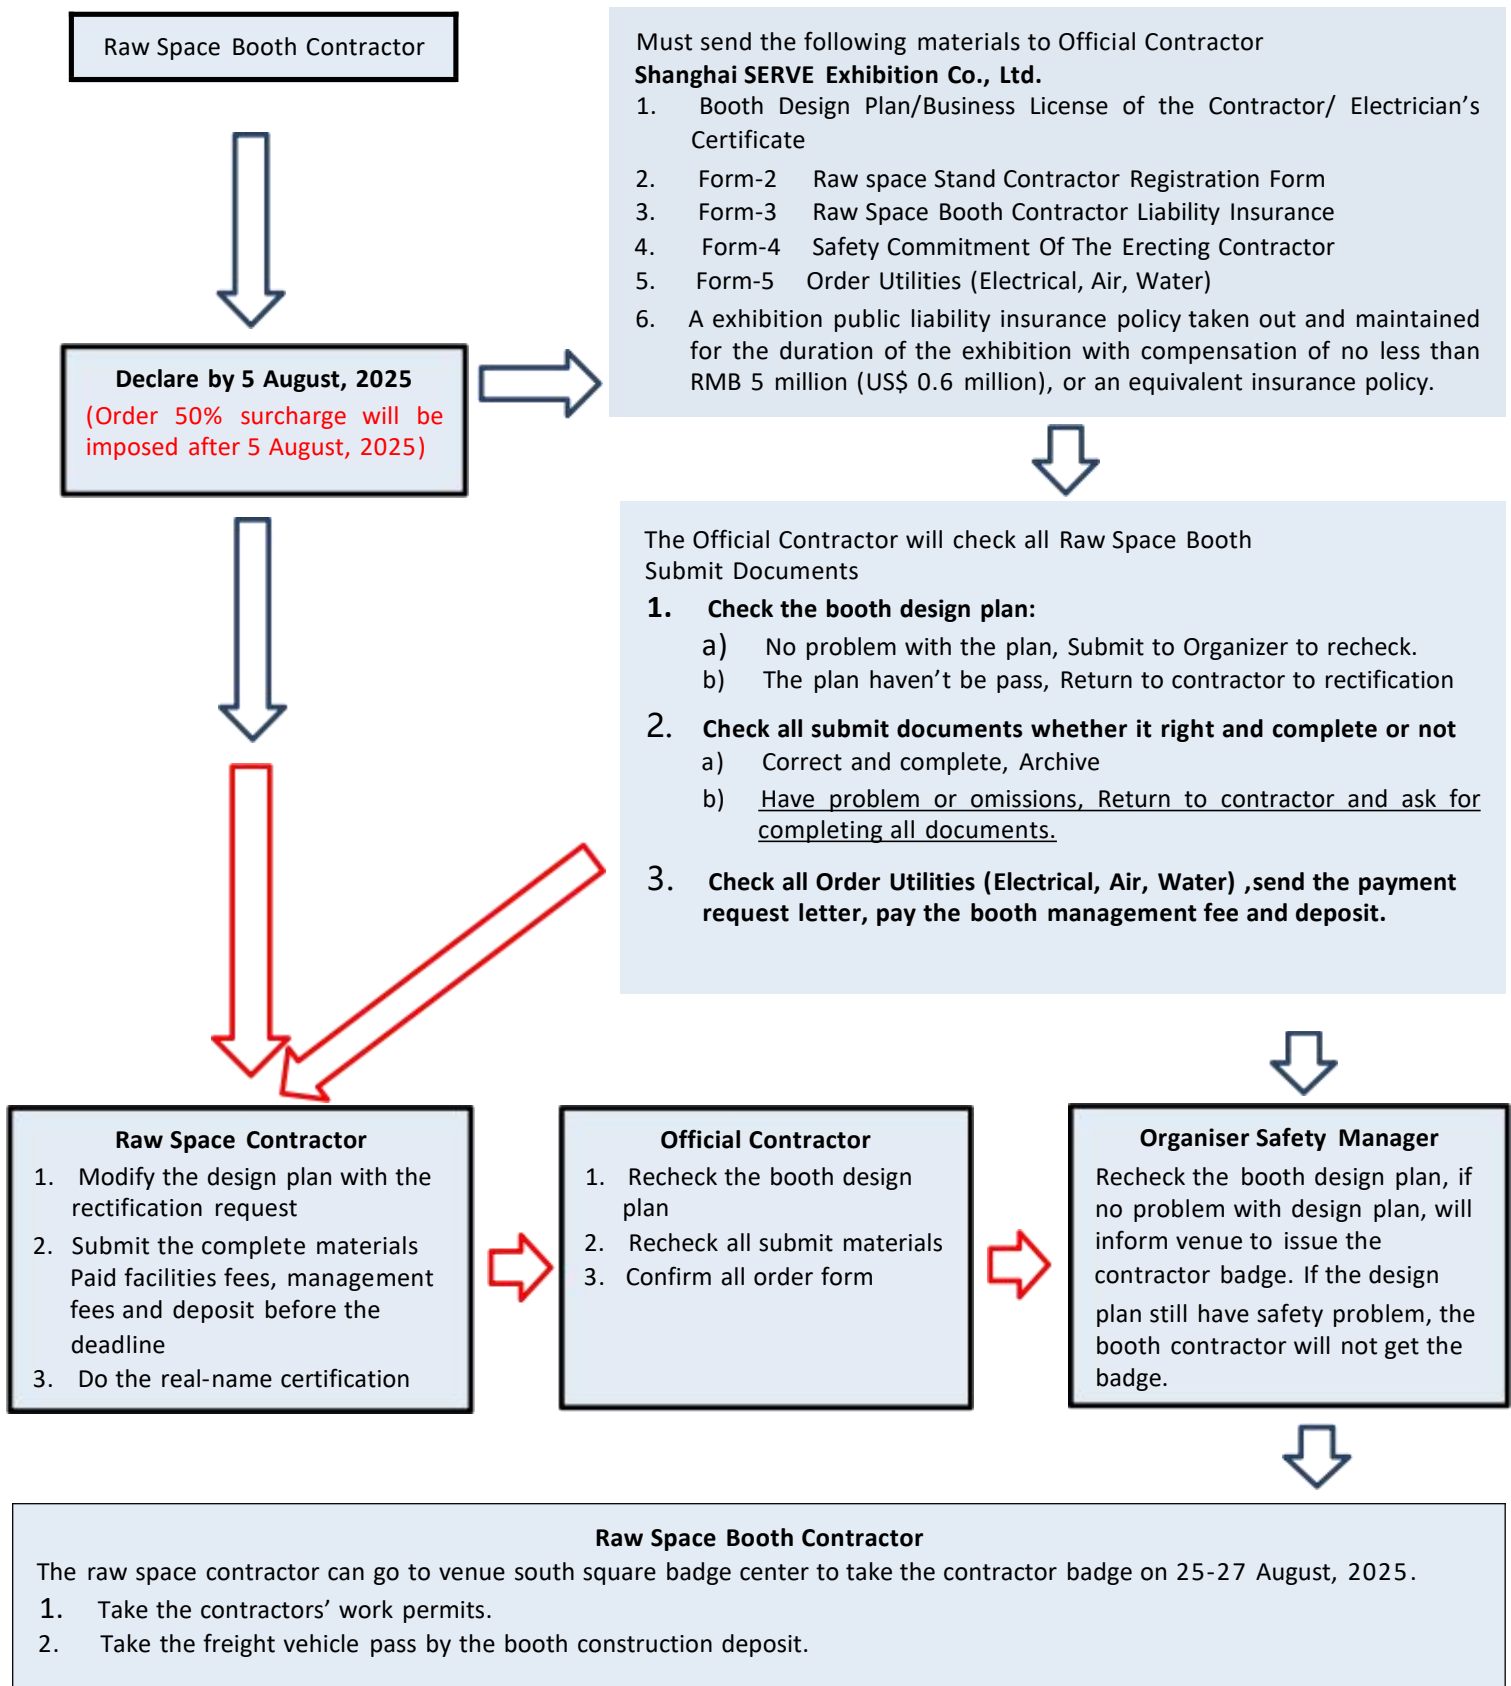 Raw Space Booth Contractor
Must send the following materials to Official Contractor
Shanghai SERVE Exhibition Co., Ltd.
1. Booth Design Plan/Business License of the Contractor/ Electrician’s
Certificate
2. Form-2 Raw space Stand Contractor Registration Form
3. Form-3 Raw Space Booth Contractor Liability Insurance
4. Form-4 Safety Commitment Of The Erecting Contractor
5. Form-5 Order Utilities (Electrical, Air, Water)
6. A exhibition public liability insurance policy taken out and maintained
for the duration of the exhibition with compensation of no less than
RMB 5 million (US$ 0.6 million), or an equivalent insurance policy.
Declare by 5 August, 2025
(Order 50% surcharge will be
imposed after 5 August, 2025)
The Official Contractor will check all Raw Space Booth
Submit Documents
1. Check the booth design plan:
a) No problem with the plan, Submit to Organizer to recheck.
b) The plan haven’t be pass, Return to contractor to rectification
2. Check all submit documents whether it right and complete or not
a) Correct and complete, Archive
b) Have problem or omissions, Return to contractor and ask for
completing all documents.
3. Check all Order Utilities (Electrical, Air, Water) ,send the payment
request letter, pay the booth management fee and deposit.
Raw Space Contractor
1. Modify the design plan with the
rectification request
2. Submit the complete materials
Paid facilities fees, management
fees and deposit before the
deadline
3. Do the real-name certification
Official Contractor
1. Recheck the booth design
plan
2. Recheck all submit materials
3. Confirm all order form
Organiser Safety Manager
Recheck the booth design plan, if
no problem with design plan, will
inform venue to issue the
contractor badge. If the design
plan still have safety problem, the
booth contractor will not get the
badge.
Raw Space Booth Contractor
The raw space contractor can go to venue south square badge center to take the contractor badge on 25-27 August, 2025.
1. Take the contractors’ work permits.
2. Take the freight vehicle pass by the booth construction deposit.